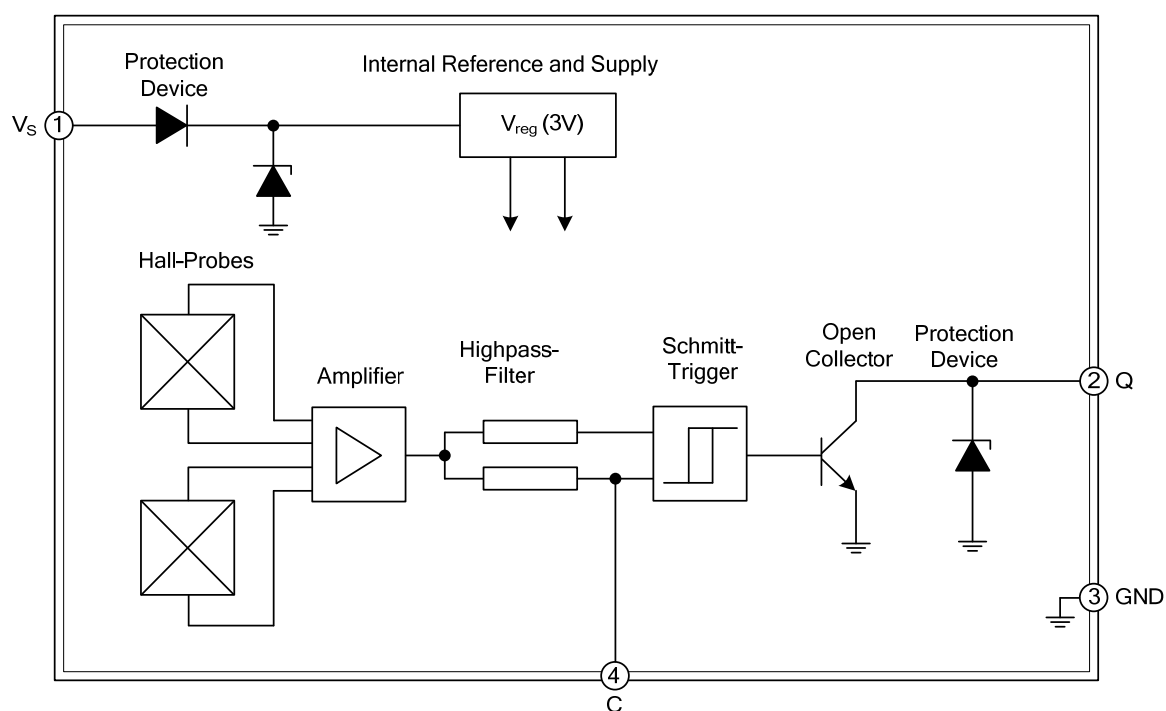 Protection
Device
Internal Reference and Supply
VS
1
Vreg (3V)
Hall-Probes
Amplifier
Highpass-
Filter
Schmitt-
Trigger
Open
Collector
Protection
Device
2
Q
3
GND
4
C